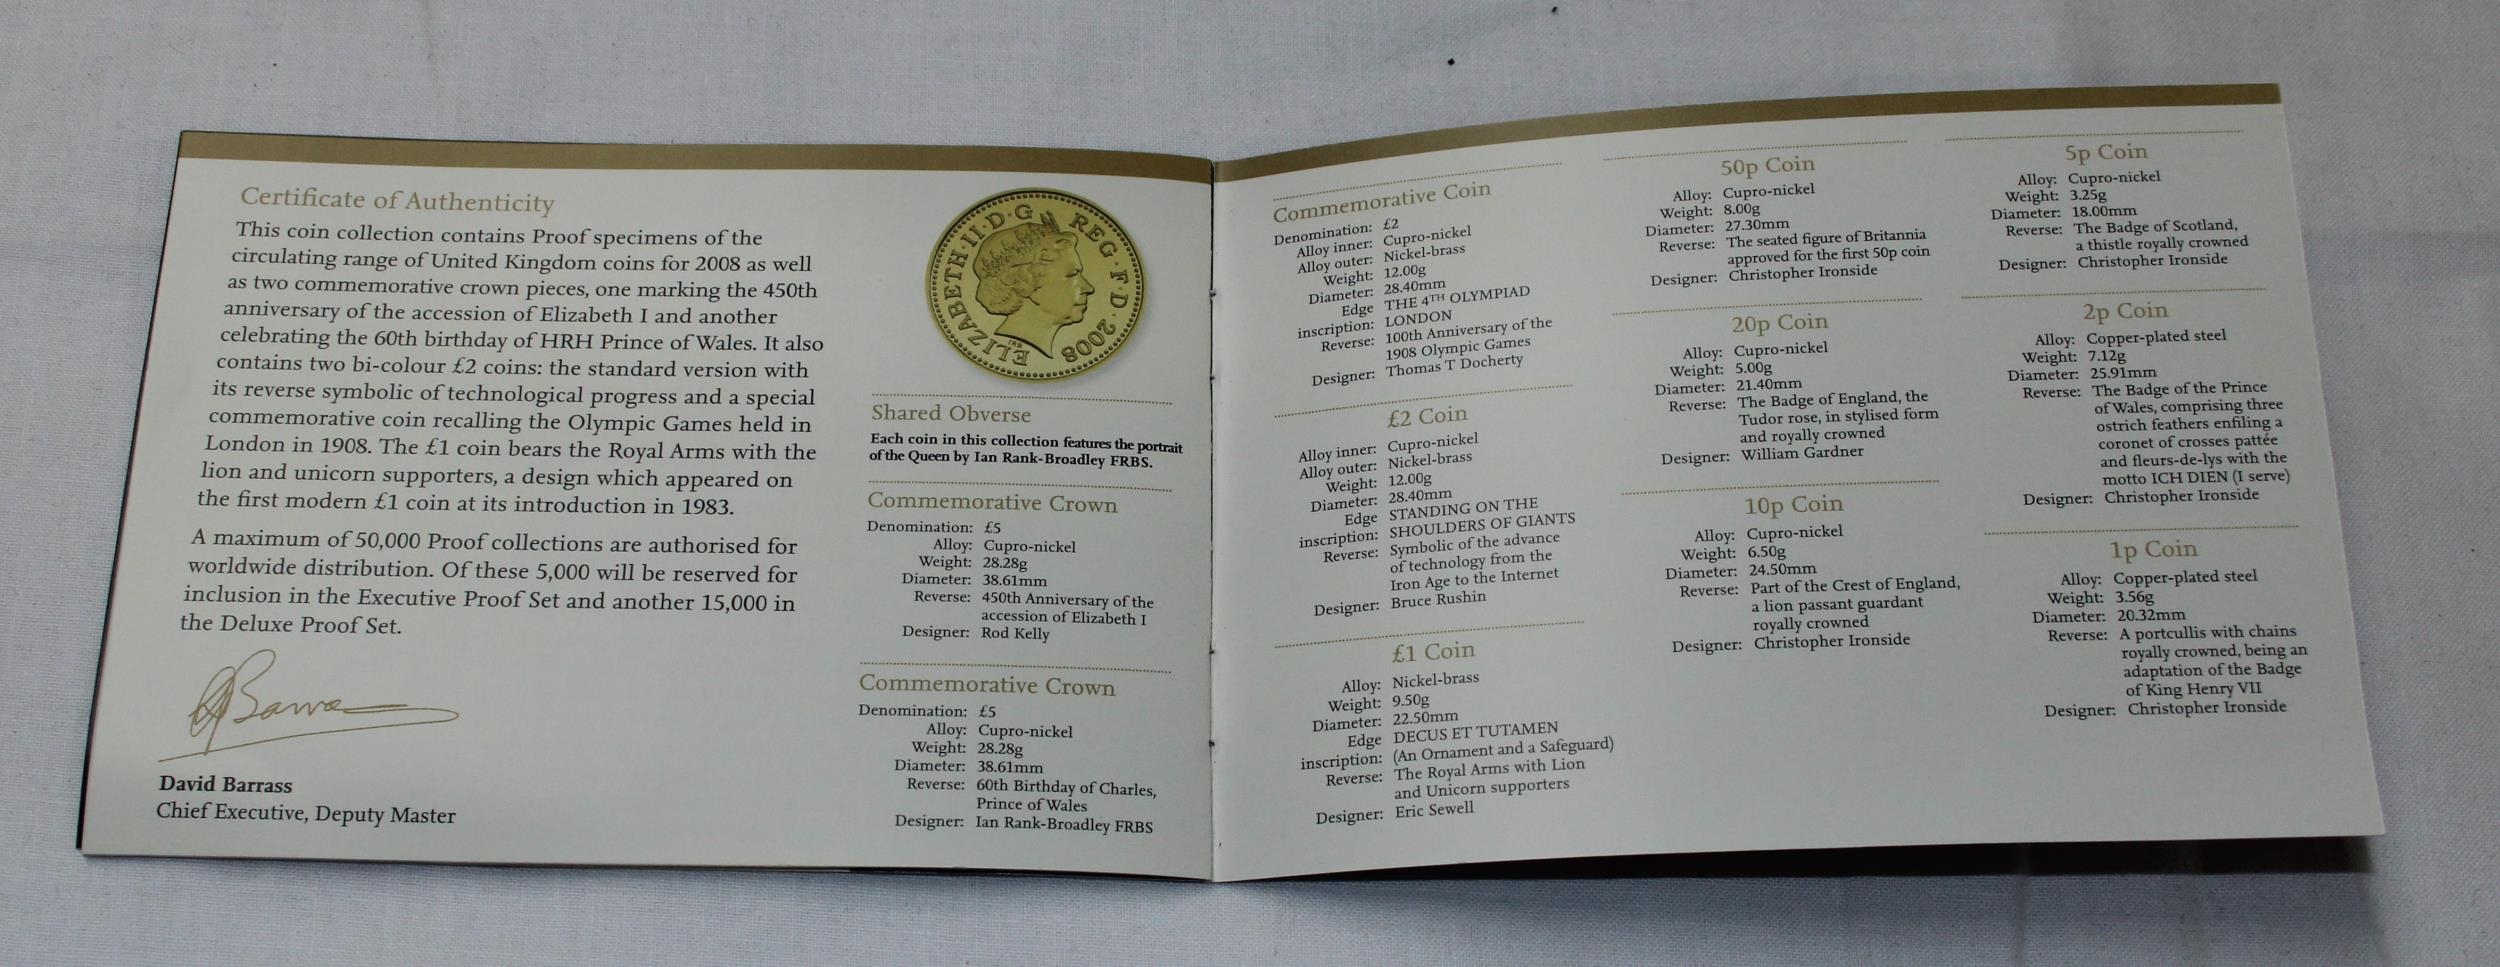 Certificate of Authenticity
This coin collection contains Proof specimens of the
circulating range of United Kingdom coins for 2008 as well
as two commemorative crown pieces, one marking the 450th
anniversary of the accession of Elizabeth I and another
celebrating the 60th birthday of HRH Prince of Wales. It also
contains two bi-colour £2 coins: the standard version with
its reverse symbolic of technological progress and a special
commemorative coin recalling the Olympic Games held in
London in 1908. The £1 coin bears the Royal Arms with the
lion and unicorn supporters, a design which appeared on
the first modern £1 coin at its introduction in 1983.
A maximum of 50,000 Proof collections are authorised for
worldwide distribution. Of these 5,000 will be reserved for
inclusion in the Executive Proof Set and another 15,000 in
the Deluxe Proof Set.
David Barrass
Chief Executive, Deputy Master
ELIZABETH·II·D·G REG·F·D·2008
IRB
Shared Obverse
Each coin in this collection features the portrait
of the Queen by Ian Rank-Broadley FRBS.
Commemorative Crown
Denomination: £5
Alloy: Cupro-nickel
Weight: 28.28g
Diameter: 38.61mm
Reverse: 450th Anniversary of the
accession of Elizabeth I
Designer: Rod Kelly
Commemorative Crown
Denomination: £5
Alloy: Cupro-nickel
Weight: 28.28g
Diameter: 38.61mm
Reverse: 60th Birthday of Charles,
Prince of Wales
Designer: Ian Rank-Broadley FRBS
Commemorative Coin
Denomination: £2
Alloy inner: Cupro-nickel
Alloy outer: Nickel-brass
Weight: 12.00g
Diameter: 28.40mm
Edge THE 4TH OLYMPIAD
inscription: LONDON
Reverse: 100th Anniversary of the
1908 Olympic Games
Designer: Thomas T Docherty
£2 Coin
Alloy inner: Cupro-nickel
Alloy outer: Nickel-brass
Weight: 12.00g
Diameter: 28.40mm
Edge STANDING ON THE
inscription: SHOULDERS OF GIANTS
Reverse: Symbolic of the advance
of technology from the
Iron Age to the Internet
Designer: Bruce Rushin
£1 Coin
Alloy: Nickel-brass
Weight: 9.50g
Diameter: 22.50mm
Edge DECUS ET TUTAMEN
inscription: (An Ornament and a Safeguard)
Reverse: The Royal Arms with Lion
and Unicorn supporters
Designer: Eric Sewell
50p Coin
Alloy: Cupro-nickel
Weight: 8.00g
Diameter: 27.30mm
Reverse: The seated figure of Britannia
approved for the first 50p coin
Designer: Christopher Ironside
20p Coin
Alloy: Cupro-nickel
Weight: 5.00g
Diameter: 21.40mm
Reverse: The Badge of England, the
Tudor rose, in stylised form
and royally crowned
Designer: William Gardner
10p Coin
Alloy: Cupro-nickel
Weight: 6.50g
Diameter: 24.50mm
Reverse: Part of the Crest of England,
a lion passant guardant
royally crowned
Designer: Christopher Ironside
5p Coin
Alloy: Cupro-nickel
Weight: 3.25g
Diameter: 18.00mm
Reverse: The Badge of Scotland,
a thistle royally crowned
Designer: Christopher Ironside
2p Coin
Alloy: Copper-plated steel
Weight: 7.12g
Diameter: 25.91mm
Reverse: The Badge of the Prince
of Wales, comprising three
ostrich feathers enfiling a
coronet of crosses pattée
and fleurs-de-lys with the
motto ICH DIEN (I serve)
Designer: Christopher Ironside
1p Coin
Alloy: Copper-plated steel
Weight: 3.56g
Diameter: 20.32mm
Reverse: A portcullis with chains
royally crowned, being an
adaptation of the Badge
of King Henry VII
Designer: Christopher Ironside